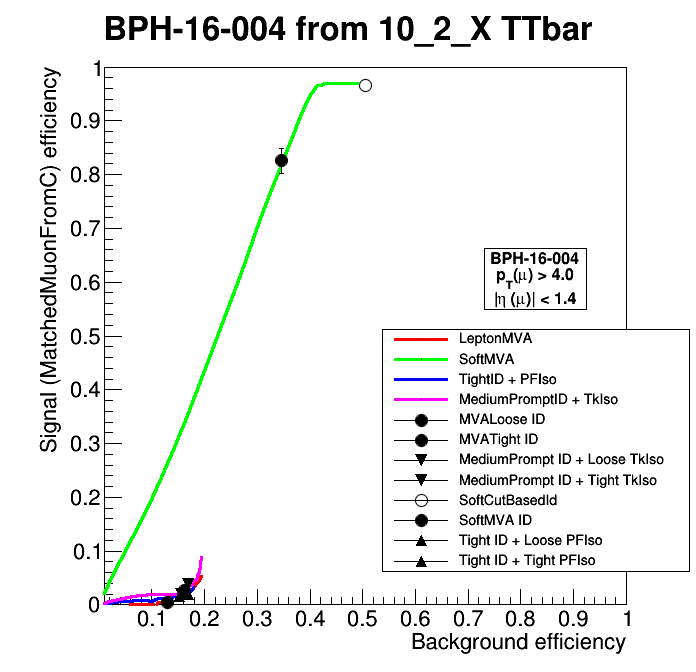 BPH-16-004 from 10_2_X TTbar
Signal (MatchedMuonFromC) efficiency
1
0.9
0.8
0.7
0.6
0.5
0.4
0.3
0.2
0.1
0
BPH-16-004
pT(μ) > 4.0
|η (μ)| < 1.4
LeptonMVA
SoftMVA
TightID + PFIso
MediumPromptID + TkIso
MVALoose ID
MVATight ID
MediumPrompt ID + Loose TkIso
MediumPrompt ID + Tight TkIso
SoftCutBasedId
SoftMVA ID
Tight ID + Loose PFIso
Tight ID + Tight PFIso
0.1 0.2 0.3 0.4 0.5 0.6 0.7 0.8 0.9 1
Background efficiency